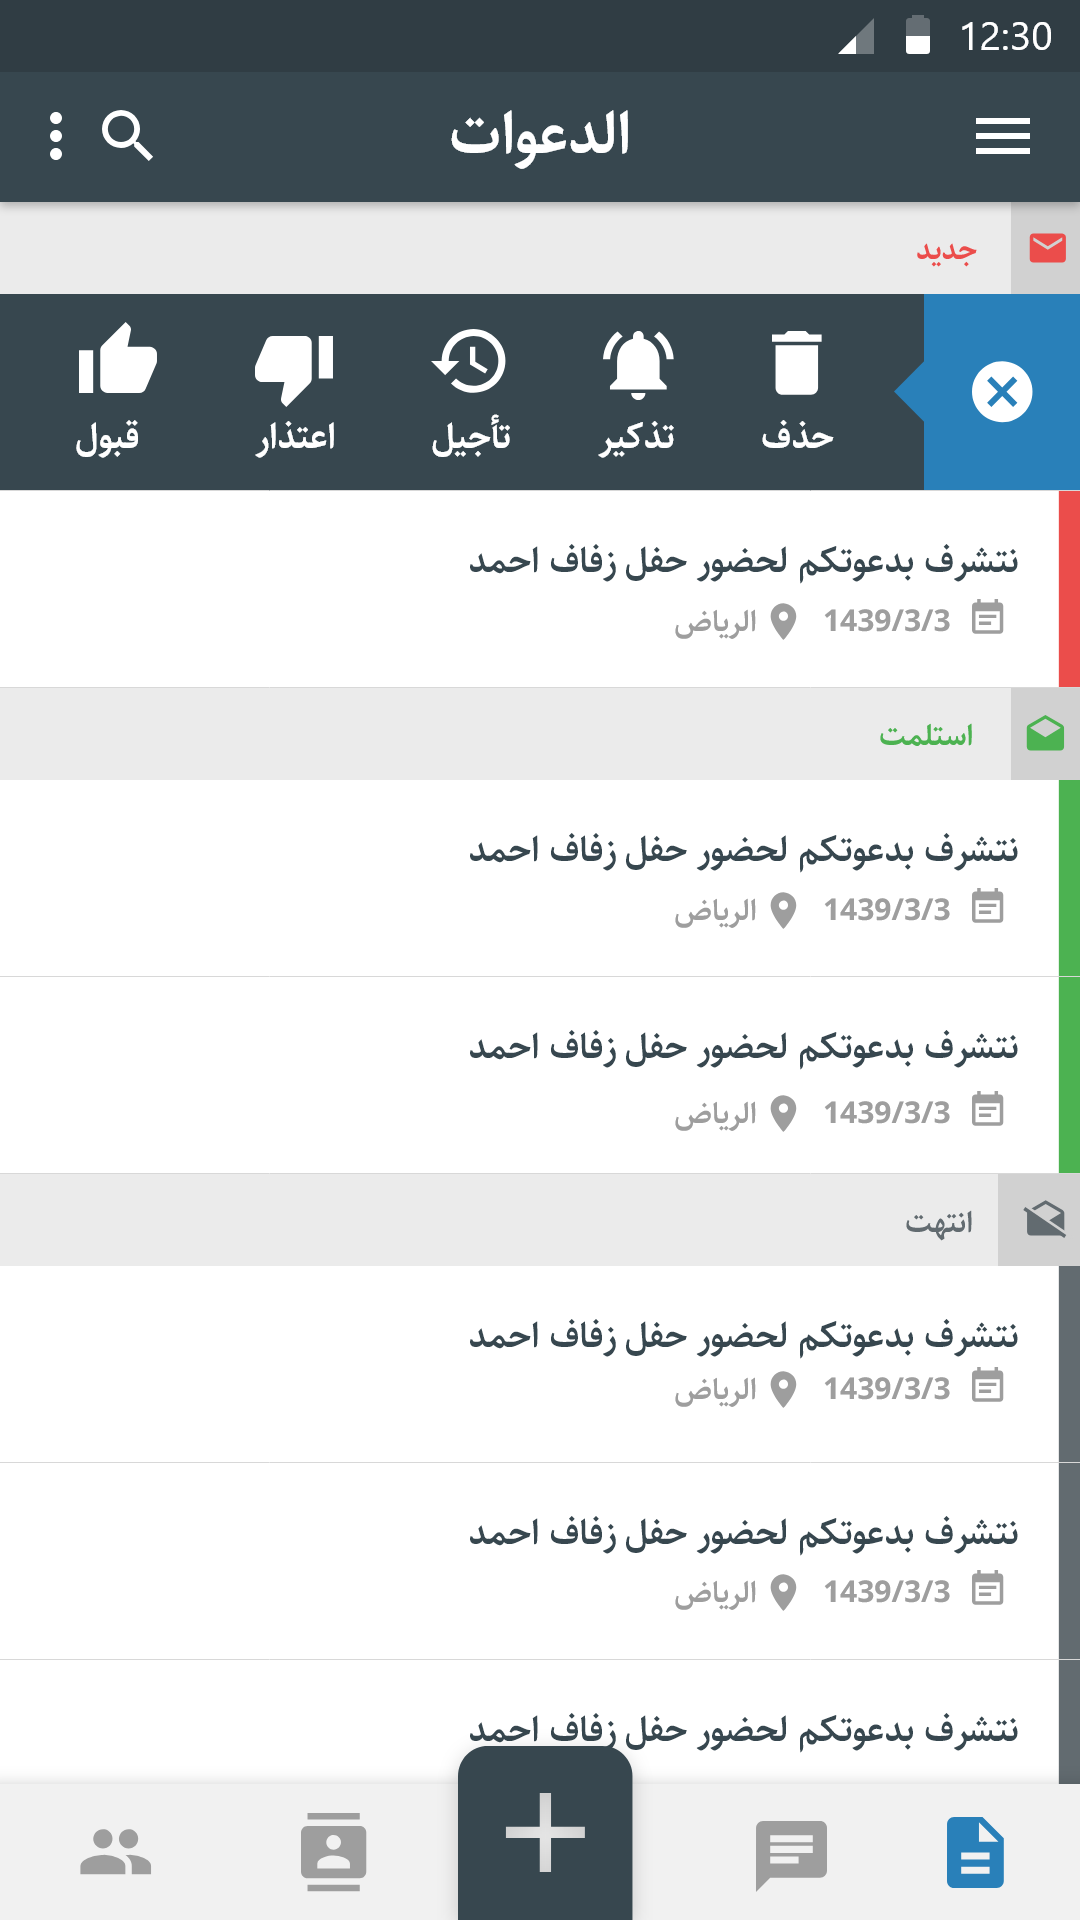 12:30
الدعوات
جديد
حذف تذكير تأجيل اعتذار قبول
نتشرف بدعوتكم لحضور حفل زفاف احمد
1439/3/3 الرياض
استلمت
نتشرف بدعوتكم لحضور حفل زفاف احمد
1439/3/3 الرياض
نتشرف بدعوتكم لحضور حفل زفاف احمد
1439/3/3 الرياض
انتهت
نتشرف بدعوتكم لحضور حفل زفاف احمد
1439/3/3 الرياض
نتشرف بدعوتكم لحضور حفل زفاف احمد
1439/3/3 الرياض
نتشرف بدعوتكم لحضور حفل زفاف احمد